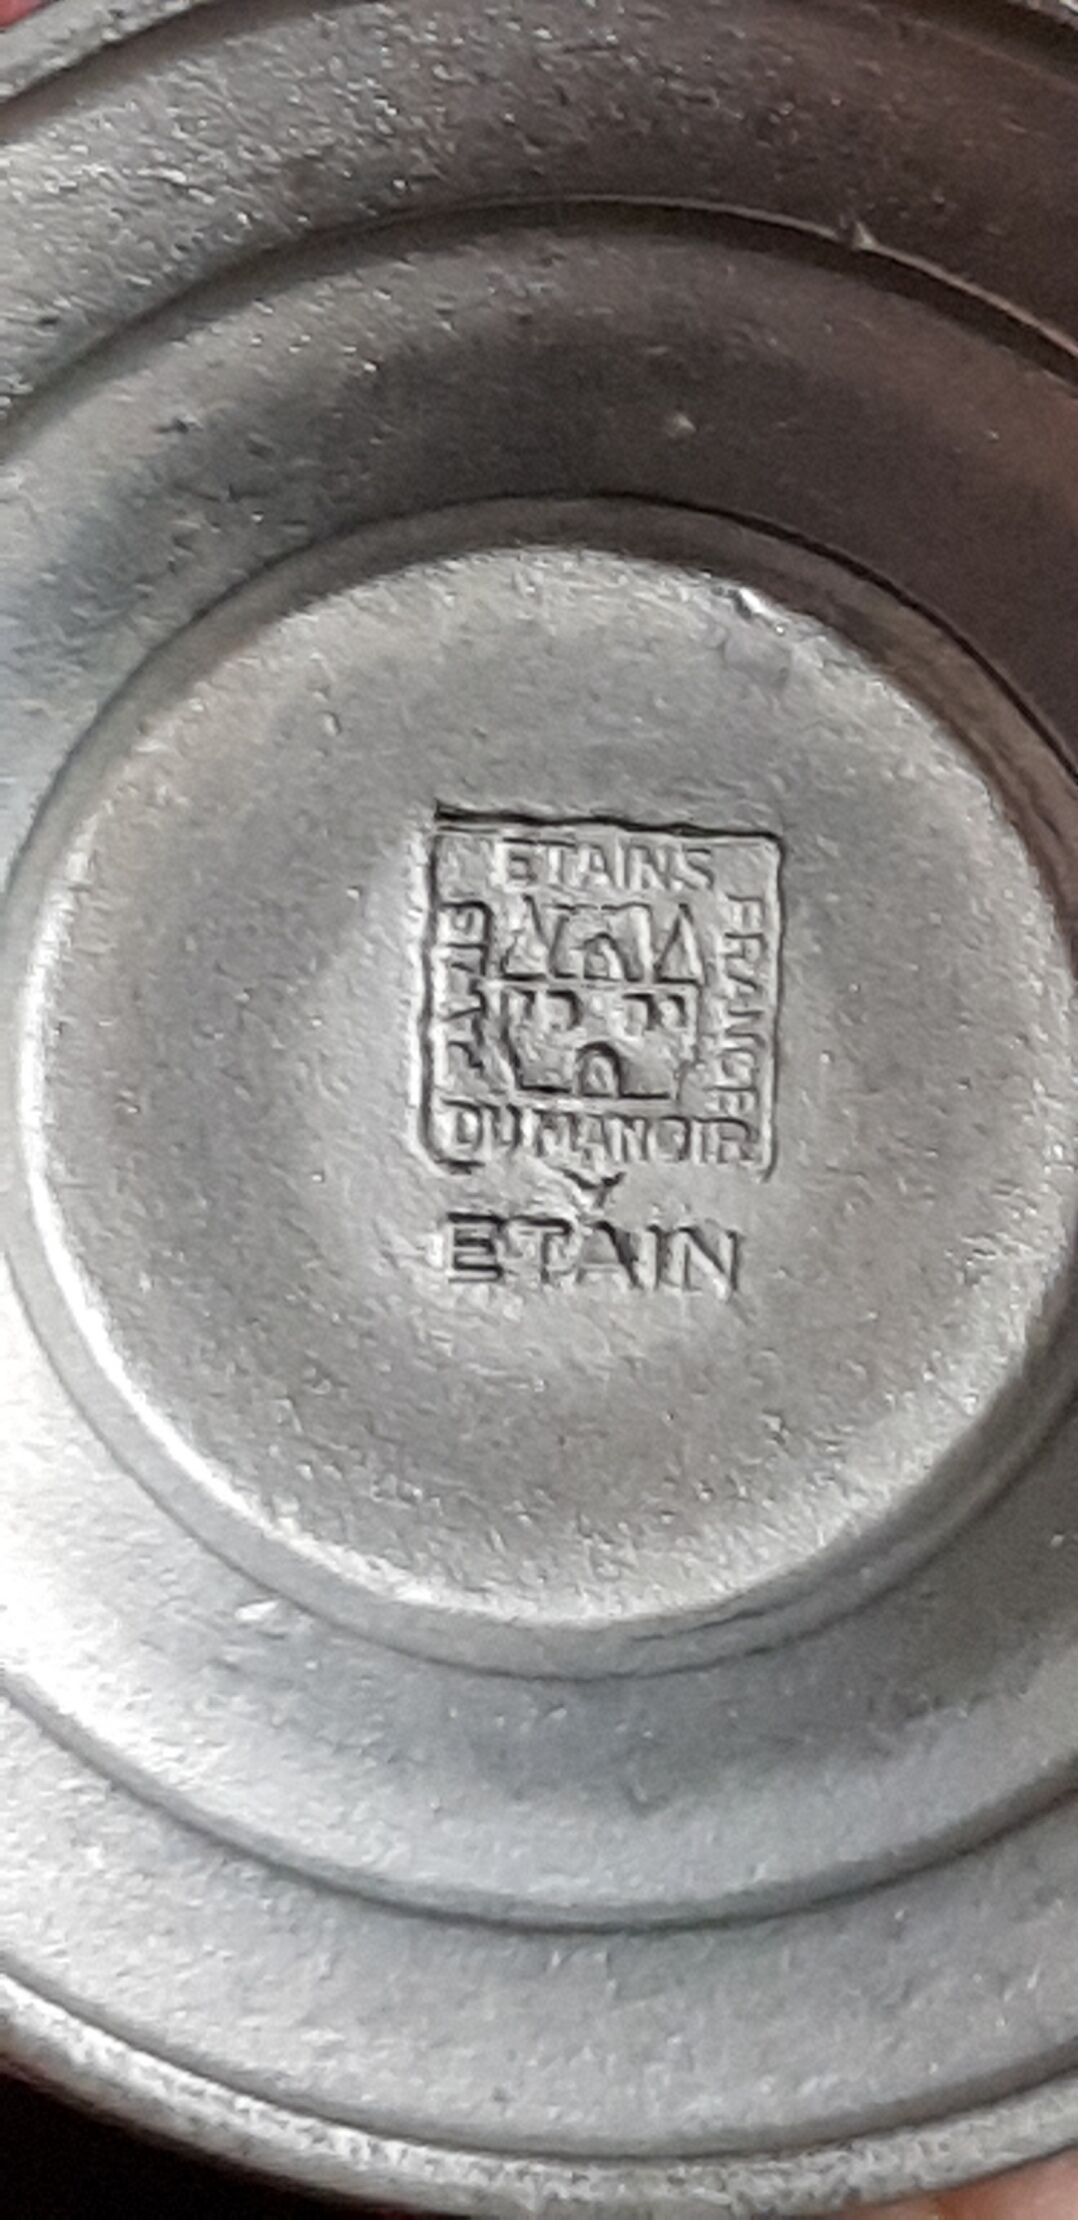 ETAINS
PARIS
FRANCE
DU MANOIR
ETAIN